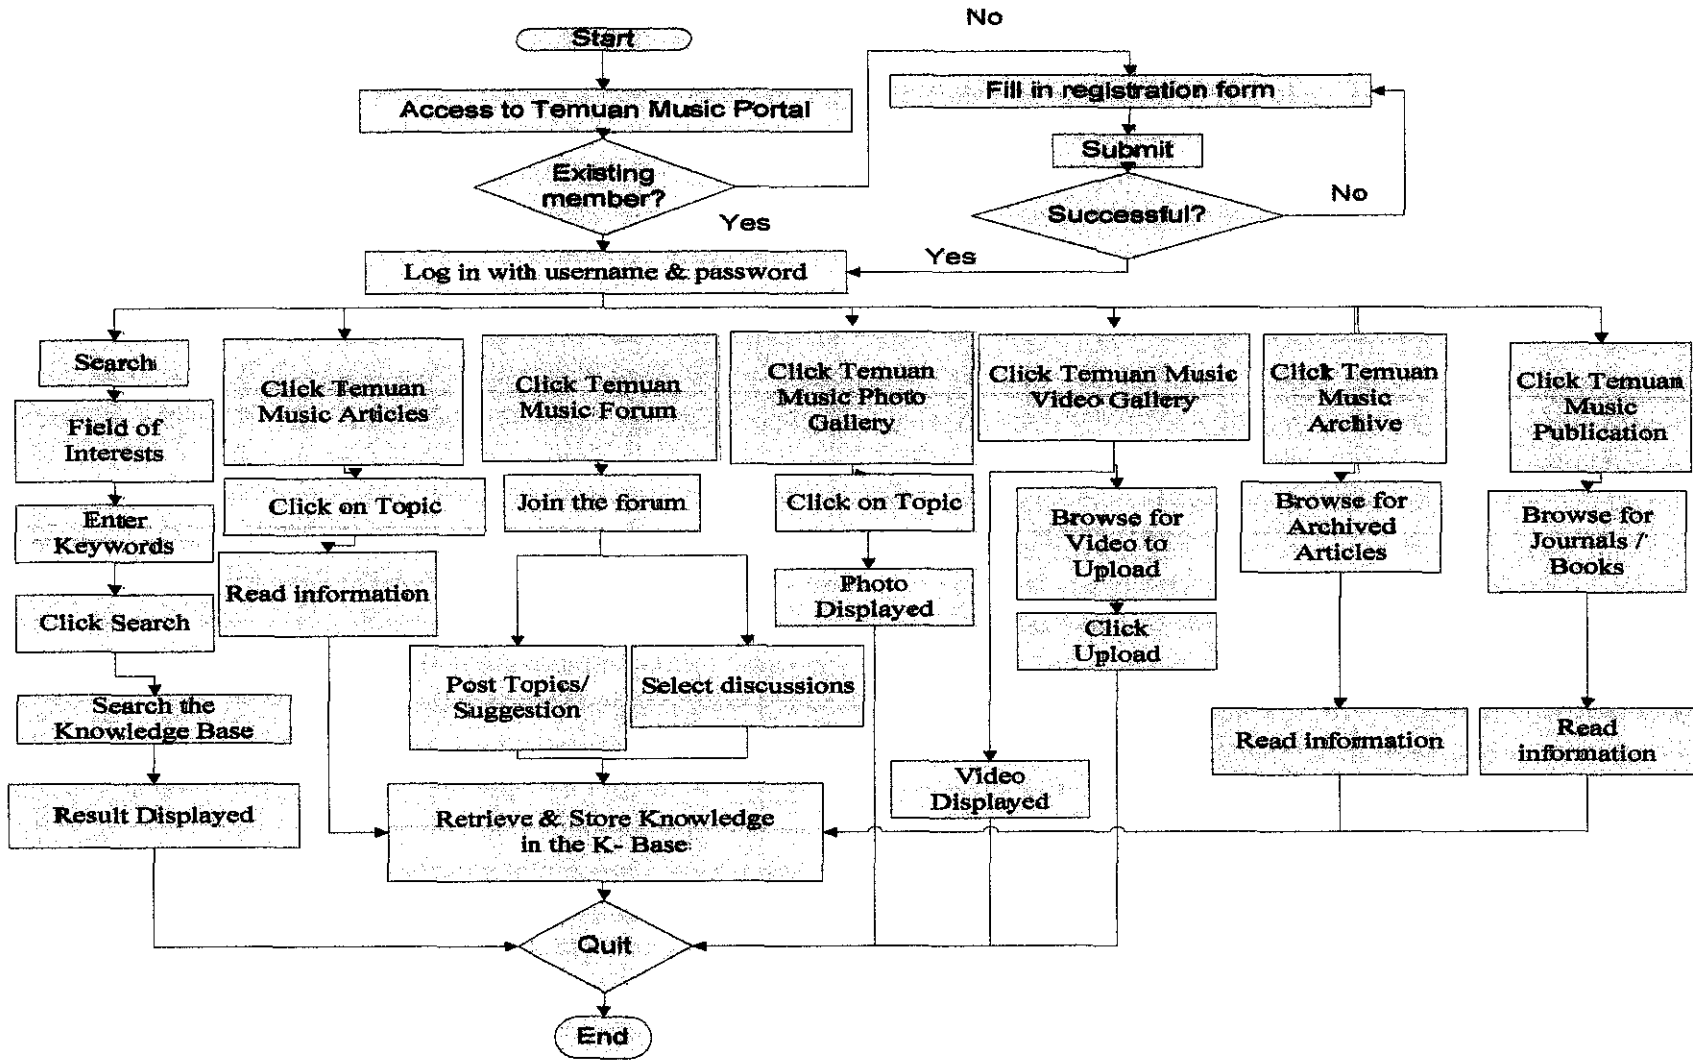 No
Start
Access to Temuan Music Portal
Fill in registration form
Submit
Existing
member?
Successful?
No
Yes
Yes
Log in with username & password
Search
Field of
Interests
Enter
Keywords
Click Search
Search the
Knowledge Base
Result Displayed
Click Temuan
Music Articles
Click on Topic
Read information
Click Temuan
Music Forum
Join the forum
Post Topics/
Suggestion
Select discussions
Retrieve & Store Knowledge
in the K- Base
Click Temuan
Music Photo
Gallery
Click on Topic
Photo
Displayed
Click Temuan Music
Video Gallery
Browse for
Video to
Upload
Click
Upload
Video
Displayed
Click Temuan
Music
Archive
Browse for
Archived
Articles
Read information
Click Temuan
Music
Publication
Browse for
Journals /
Books
Read
information
Quit
End